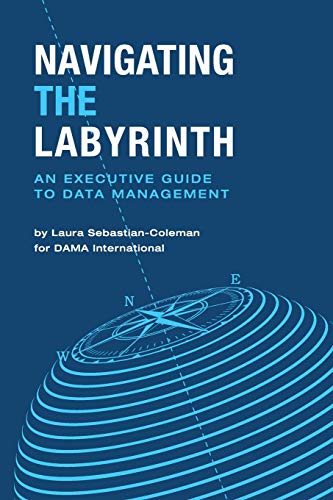 NAVIGATING
THE
LABYRINTH
AN EXECUTIVE GUIDE
TO DATA MANAGEMENT
by Laura Sebastian-Coleman
for DAMA International
N
E
W